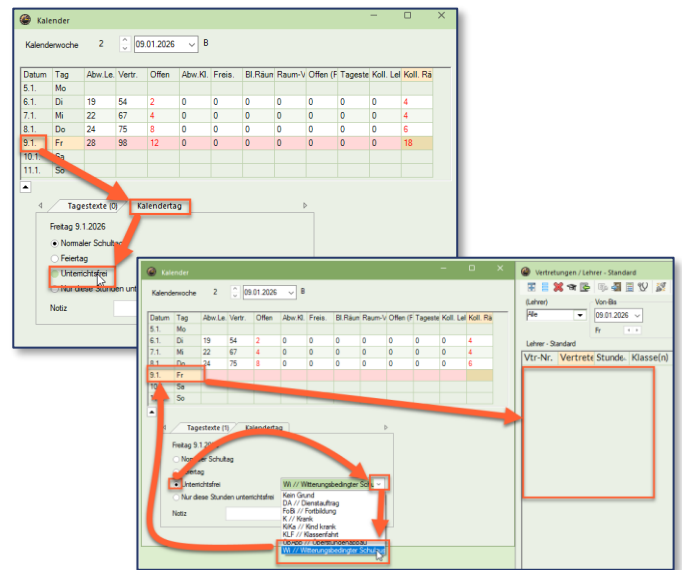 Kalender
Kalenderwoche 2 09.01.2026 B
Datum Tag Abw.Le. Vertr. Offen Abw.Kl. Freis. Bl.Räun Raum-V Offen (F Tageste Koll. Lel Koll. Rä
5.1. Mo
6.1. Di 19 54 2 0 0 0 0 0 0 0 4
7.1. Mi 22 67 4 0 0 0 0 0 0 0 4
8.1. Do 24 75 8 0 0 0 0 0 0 0 6
9.1. Fr 28 98 12 0 0 0 0 0 0 0 18
10.1. Sa
11.1. So
Tagestexte (0) Kalendertag
Freitag 9.1.2026
Normaler Schultag
Feiertag
Unterrichtsfrei
Nur diese Stunden unt
Notiz
Kalender
Kalenderwoche 2 09.01.2026 B
Datum Tag Abw.Le. Vertr. Offen Abw.Kl. Freis. Bl.Räun Raum-V Offen (F Tageste Koll. Lel Koll. Rä
5.1. Mo
6.1. Di 19 54 2 0 0 0 0 0 0 0 4
7.1. Mi 22 67 4 0 0 0 0 0 0 0 4
8.1. Do 24 75 8 0 0 0 0 0 0 0 6
9.1. Fr
Sa
So
Tagestexte (1) Kalendertag
Freitag 9.1.
Schultag
Nur diese Stunden unterrichtsfrei
Notiz
Wi // Witterungsbedingter
Kein Grund
DA // Dienstauftrag
FoBi // Fortbildung
K // Krank
KiKa // Kind krank
KLF // Klassenfahrt
Wi // Witterungsbedingter
Vertretungen / Lehrer - Standard
(Lehrer) Von-Bis
Alle 09.01.2026
Fr
Lehrer - Standard
Vtr-Nr. Vertrete Stunde. Klasse(n)